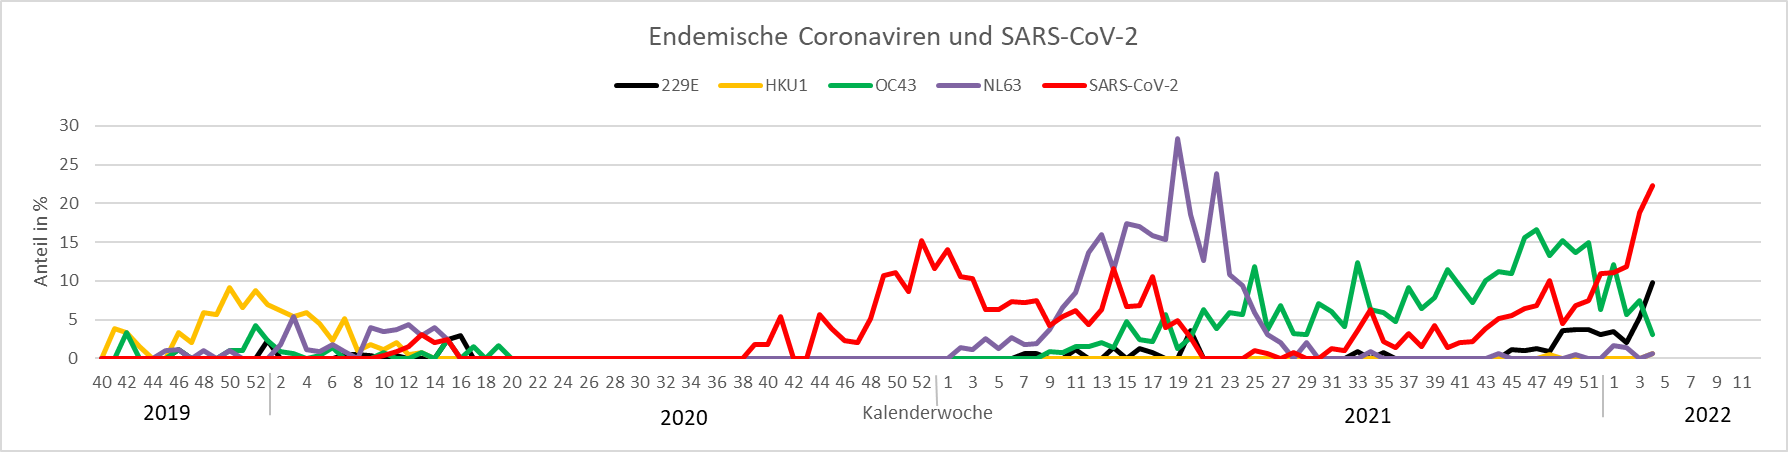 Endemische Coronaviren und SARS-CoV-2
229E HKU1 OC43 NL63 SARS-CoV-2
Anteil in %
30
25
20
15
10
5
0
40 42 44 46 48 50 52 2 4 6 8 10 12 14 16 18 20 22 24 26 28 30 32 34 36 38 40 42 44 46 48 50 52 1 3 5 7 9 11 13 15 17 19 21 23 25 27 29 31 33 35 37 39 41 43 45 47 49 51 1 3 5 7 9 11
2019 2020 Kalenderwoche 2021 2022